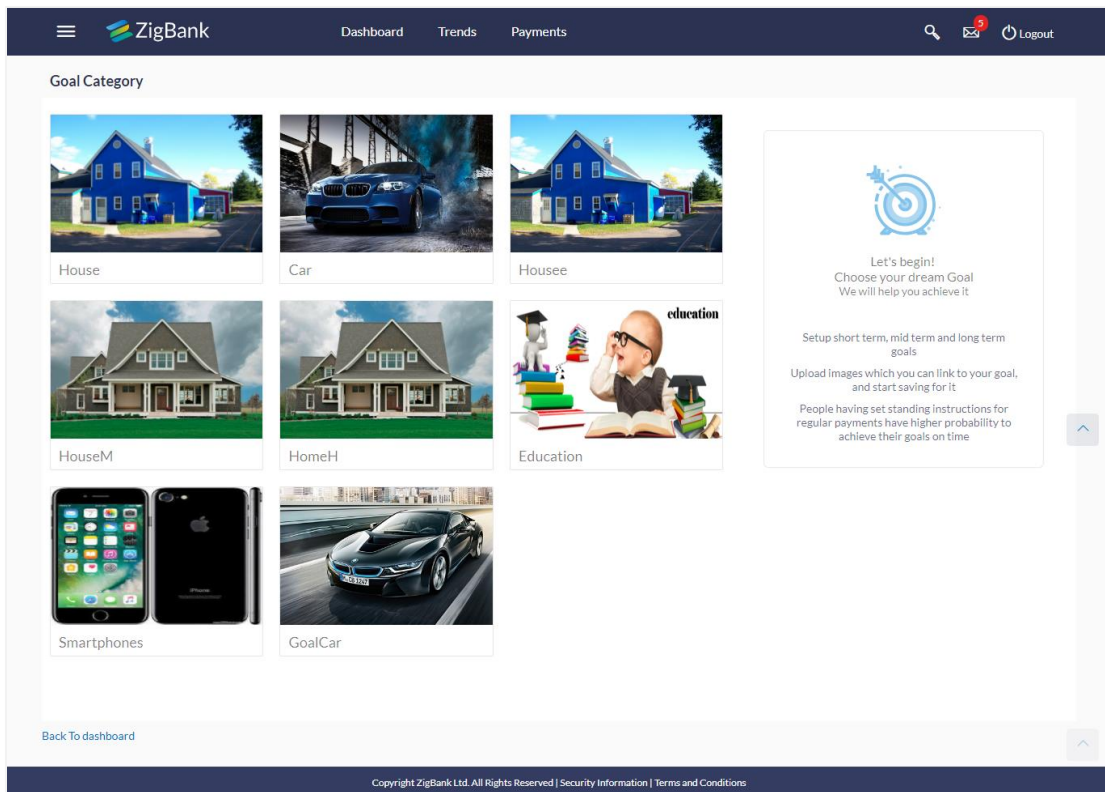 ZigBank
Dashboard
Trends
Payments
5
Logout
Goal Category
House
Car
Housee
HouseM
HomeH
education
Education
Smartphones
GoalCar
Let's begin!
Choose your dream Goal
We will help you achieve it
Setup short term, mid term and long term
goals
Upload images which you can link to your goal,
and start saving for it
People having set standing instructions for
regular payments have higher probability to
achieve their goals on time
Back To dashboard
Copyright ZigBank Ltd. All Rights Reserved | Security Information | Terms and Conditions